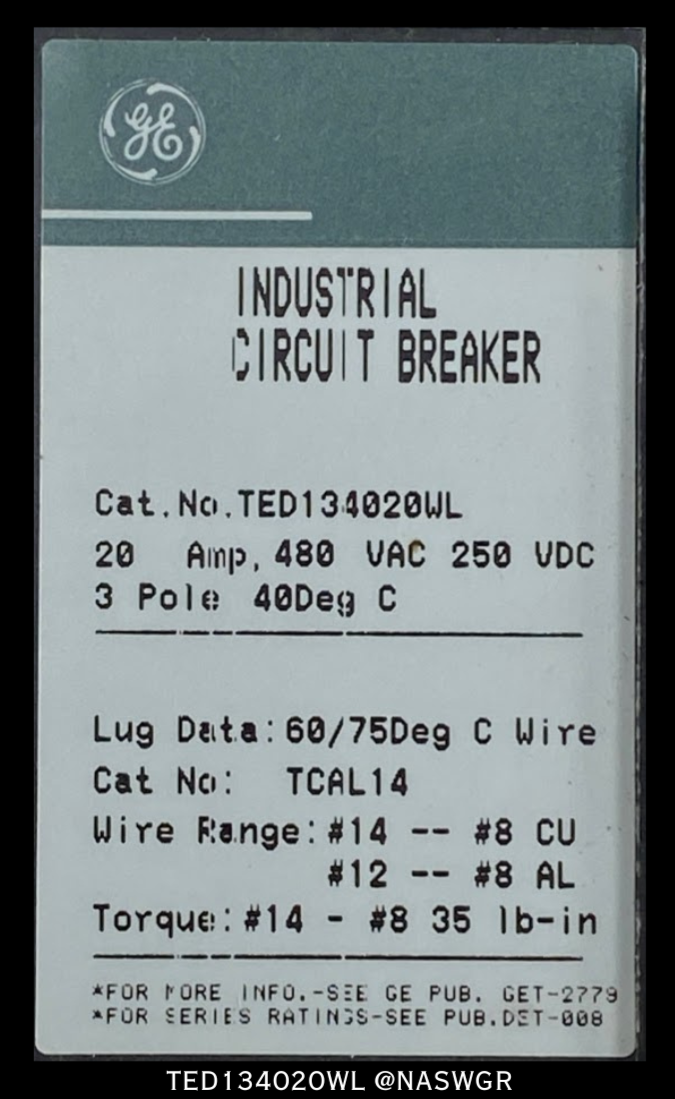 GE
INDUSTRIAL
CIRCUIT BREAKER
Cat.No.TED134020WL
20 Amp, 480 VAC 250 VDC
3 Pole 40Deg C
Lug Data:60/75Deg C Wire
Cat No: TCAL14
Wire Range:#14 -- #8 CU
#12 -- #8 AL
Torque:#14 - #8 35 lb-in
*FOR MORE INFO.-SEE GE PUB. GET-2779
*FOR SERIES RATINGS-SEE PUB.DET-008
TED134020WL @NASWGR